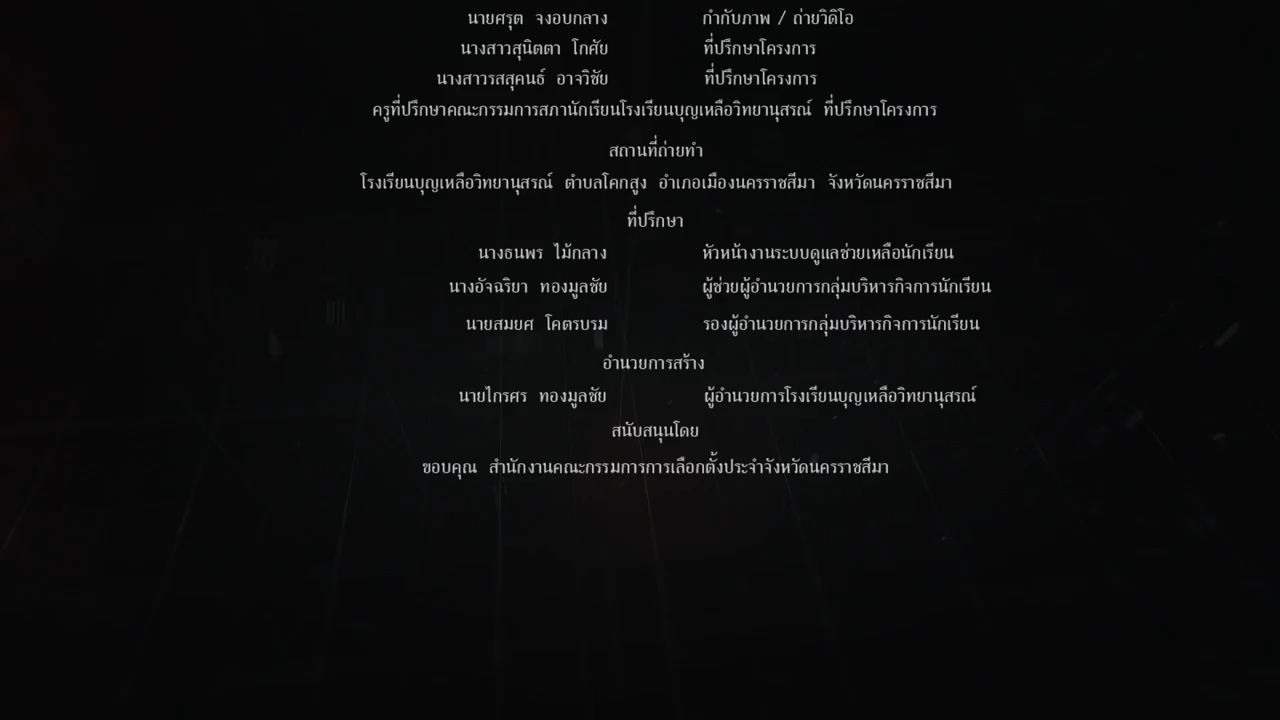 นายศรุต จงอบกลาง กำกับภาพ / ถ่ายวิดิโอ
นางสาวสุนิตตา โกศัย ที่ปรึกษาโครงการ
นางสาวรสสุคนธ์ อาจวิชัย ที่ปรึกษาโครงการ
ครูที่ปรึกษาคณะกรรมการสภานักเรียนโรงเรียนบุญเหลือวิทยานุสรณ์ ที่ปรึกษาโครงการ
สถานที่ถ่ายทำ
โรงเรียนบุญเหลือวิทยานุสรณ์ ตำบลโคกสูง อำเภอเมืองนครราชสีมา จังหวัดนครราชสีมา
ที่ปรึกษา
นางธนพร ไม้กลาง หัวหน้างานระบบดูแลช่วยเหลือนักเรียน
นางอัจฉริยา ทองมูลชัย ผู้ช่วยผู้อำนวยการกลุ่มบริหารกิจการนักเรียน
นายสมยศ โคตรบรม รองผู้อำนวยการกลุ่มบริหารกิจการนักเรียน
อำนวยการสร้าง
นายไกรศร ทองมูลชัย ผู้อำนวยการโรงเรียนบุญเหลือวิทยานุสรณ์
สนับสนุนโดย
ขอบคุณ สำนักงานคณะกรรมการการเลือกตั้งประจำจังหวัดนครราชสีมา